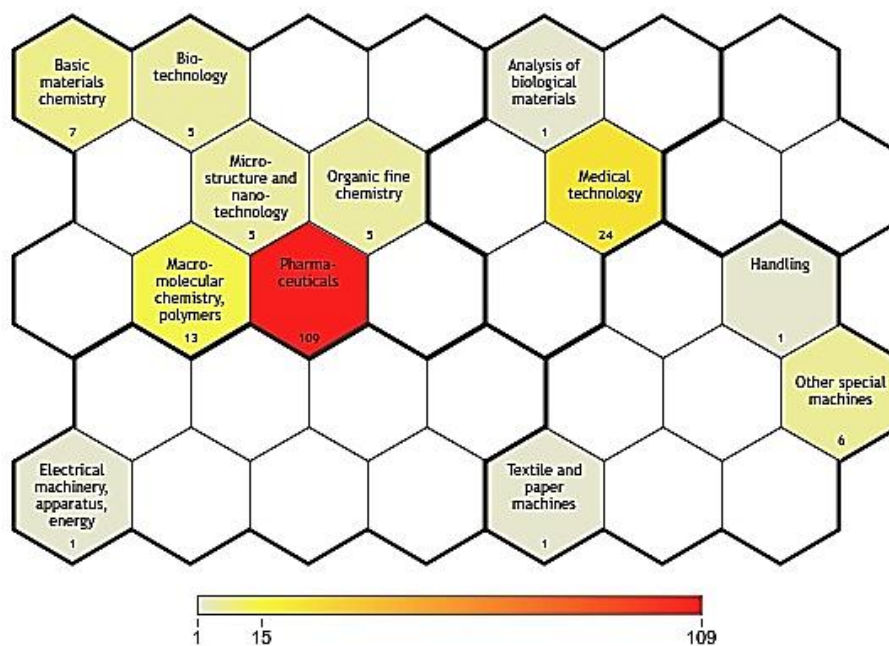 Basic
materials
chemistry
7
Bio-
technology
5
Analysis of
biological
materials
1
Micro-
structure and
nano-
technology
5
Organic fine
chemistry
5
Medical
technology
24
Macro-
molecular
chemistry,
polymers
13
Pharma-
ceuticals
109
Handling
1
Other special
machines
6
Electrical
machinery,
apparatus,
energy
1
Textile and
paper
machines
1
1 15 109